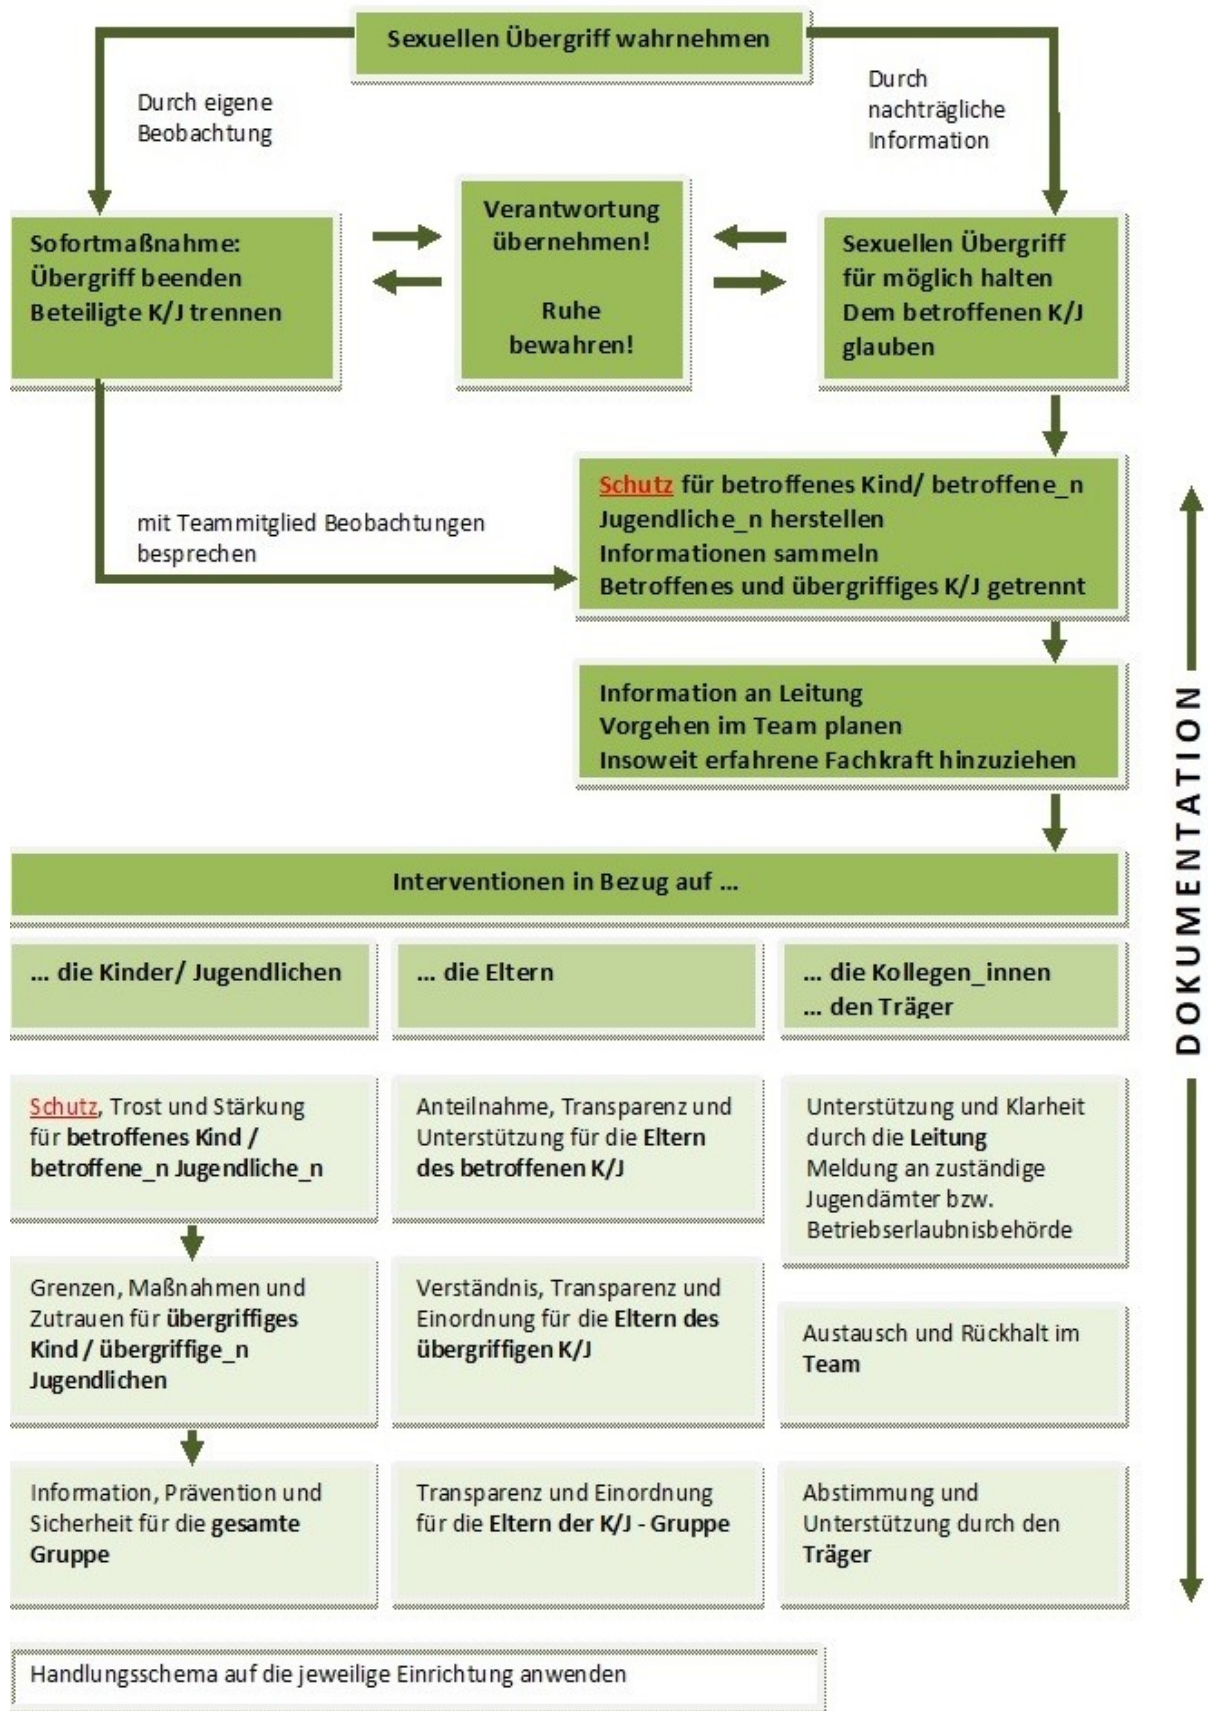 Sexuellen Übergriff wahrnehmen
Durch eigene
Beobachtung
Durch
nachträgliche
Information
Sofortmaßnahme:
Übergriff beenden
Beteiligte K/J trennen
Verantwortung
übernehmen!
Ruhe
bewahren!
Sexuellen Übergriff
für möglich halten
Dem betroffenen K/J
glauben
mit Teammitglied Beobachtungen
besprechen
Schutz für betroffenes Kind/ betroffene_n
Jugendliche_n herstellen
Informationen sammeln
Betroffenes und übergriffiges K/J getrennt
Information an Leitung
Vorgehen im Team planen
Insoweit erfahrene Fachkraft hinzuziehen
DOKUMENTATION
Interventionen in Bezug auf ...
... die Kinder/ Jugendlichen
... die Eltern
... die Kollegen_innen
... den Träger
Schutz, Trost und Stärkung
für betroffenes Kind /
betroffene_n Jugendliche_n
Anteilnahme, Transparenz und
Unterstützung für die Eltern
des betroffenen K/J
Unterstützung und Klarheit
durch die Leitung
Meldung an zuständige
Jugendämter bzw.
Betriebserlaubnisbehörde
Grenzen, Maßnahmen und
Zutrauen für übergriffiges
Kind / übergriffige_n
Jugendlichen
Verständnis, Transparenz und
Einordnung für die Eltern des
übergriffigen K/J
Austausch und Rückhalt im
Team
Information, Prävention und
Sicherheit für die gesamte
Gruppe
Transparenz und Einordnung
für die Eltern der K/J - Gruppe
Abstimmung und
Unterstützung durch den
Träger
Handlungsschema auf die jeweilige Einrichtung anwenden